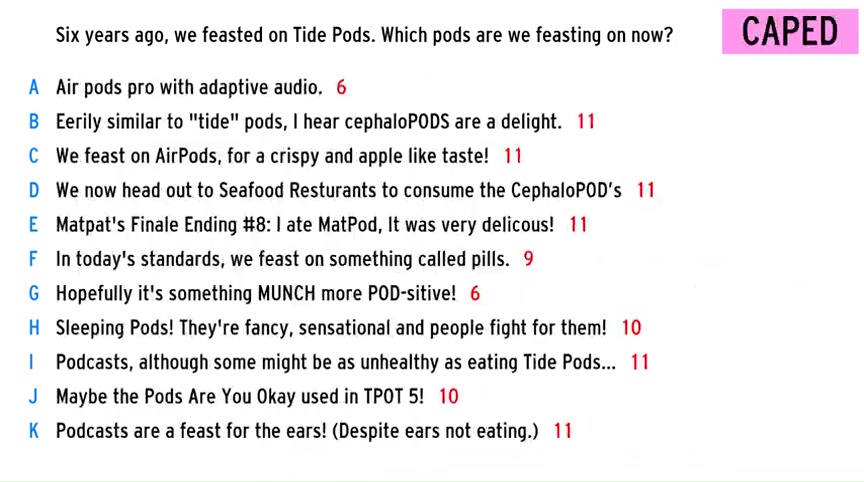 Six years ago, we feasted on Tide Pods. Which pods are we feasting on now?
CAPED
A Air pods pro with adaptive audio. 6
B Eerily similar to "tide" pods, I hear cephaloPODS are a delight. 11
C We feast on AirPods, for a crispy and apple like taste! 11
D We now head out to Seafood Resturants to consume the CephaloPOD's 11
E Matpat's Finale Ending #8: I ate MatPod, It was very delicous! 11
F In today's standards, we feast on something called pills. 9
G Hopefully it's something MUNCH more POD-sitive! 6
H Sleeping Pods! They're fancy, sensational and people fight for them! 10
I Podcasts, although some might be as unhealthy as eating Tide Pods... 11
J Maybe the Pods Are You Okay used in TPOT 5! 10
K Podcasts are a feast for the ears! (Despite ears not eating.) 11